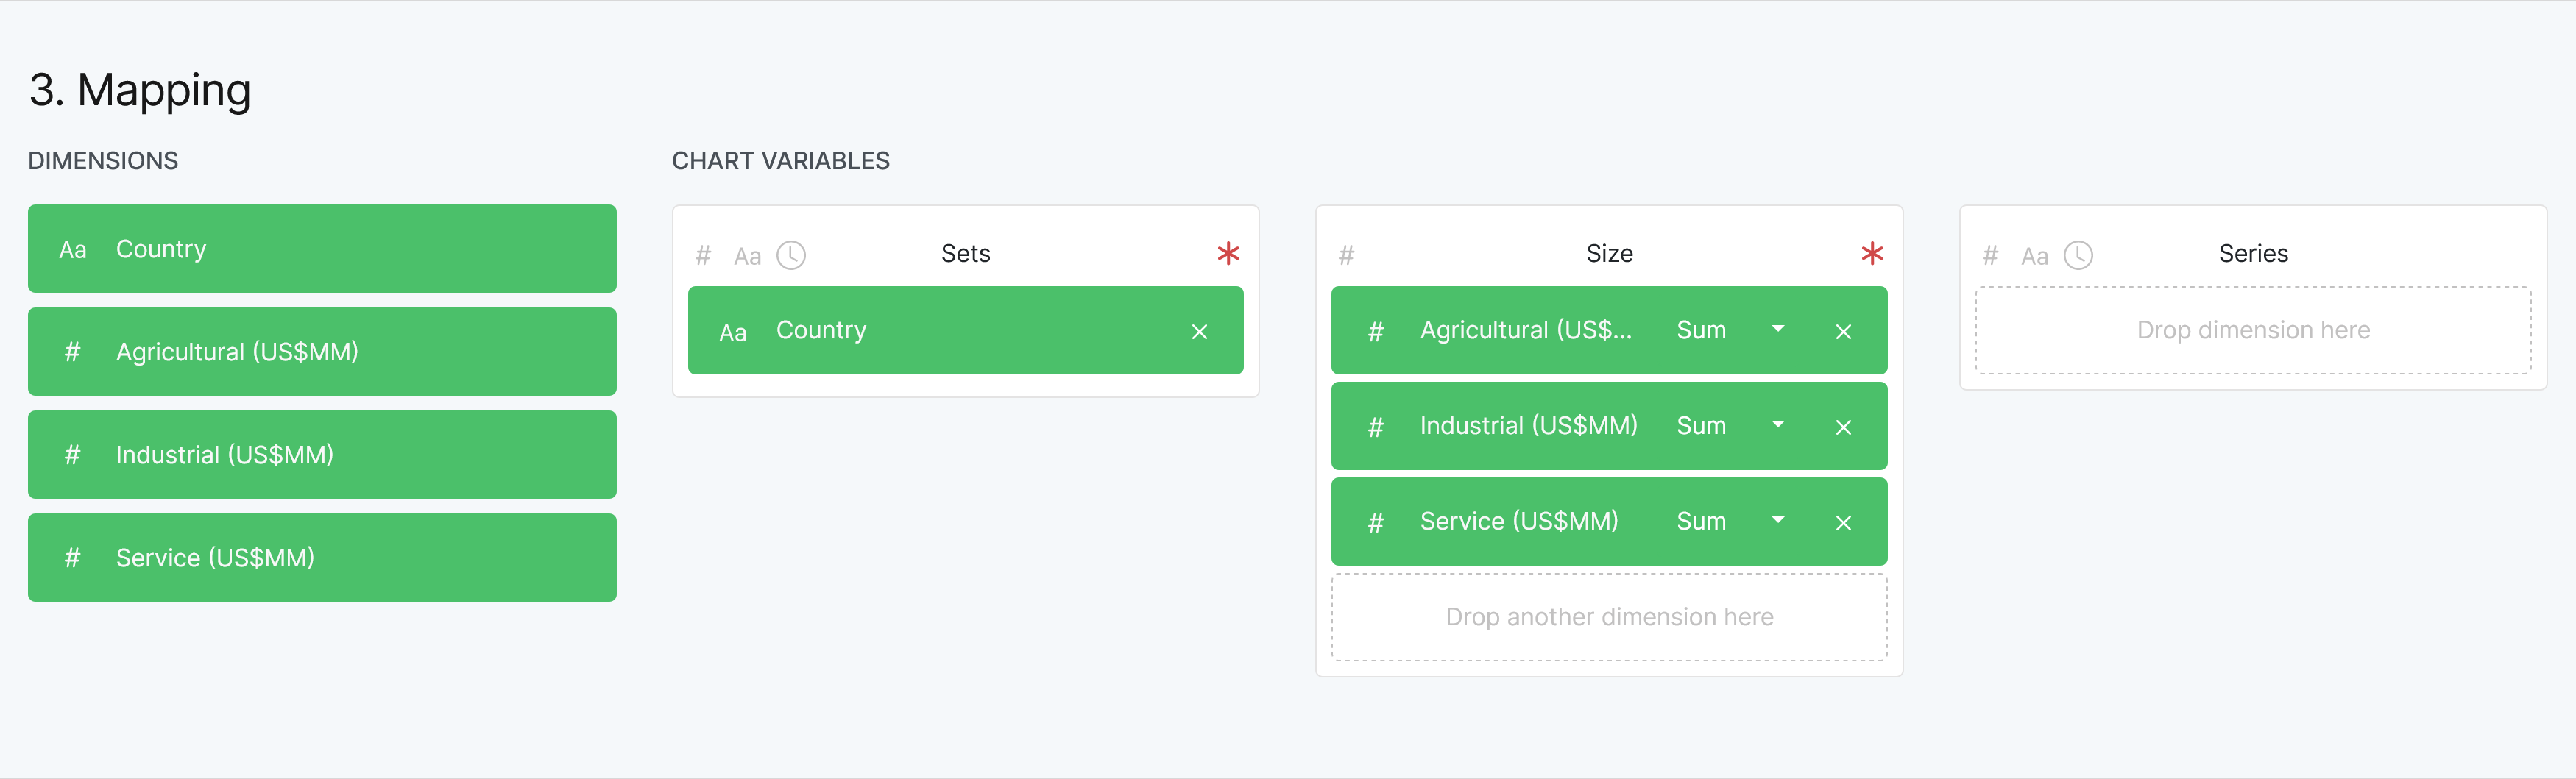 3. Mapping
DIMENSIONS
Aa Country
# Agricultural (US$MM)
# Industrial (US$MM)
# Service (US$MM)
CHART VARIABLES
# Aa Sets *
Aa Country ×
# Size *
# Agricultural (US$... Sum ×
# Industrial (US$MM) Sum ×
# Service (US$MM) Sum ×
Drop another dimension here
# Aa Series
Drop dimension here